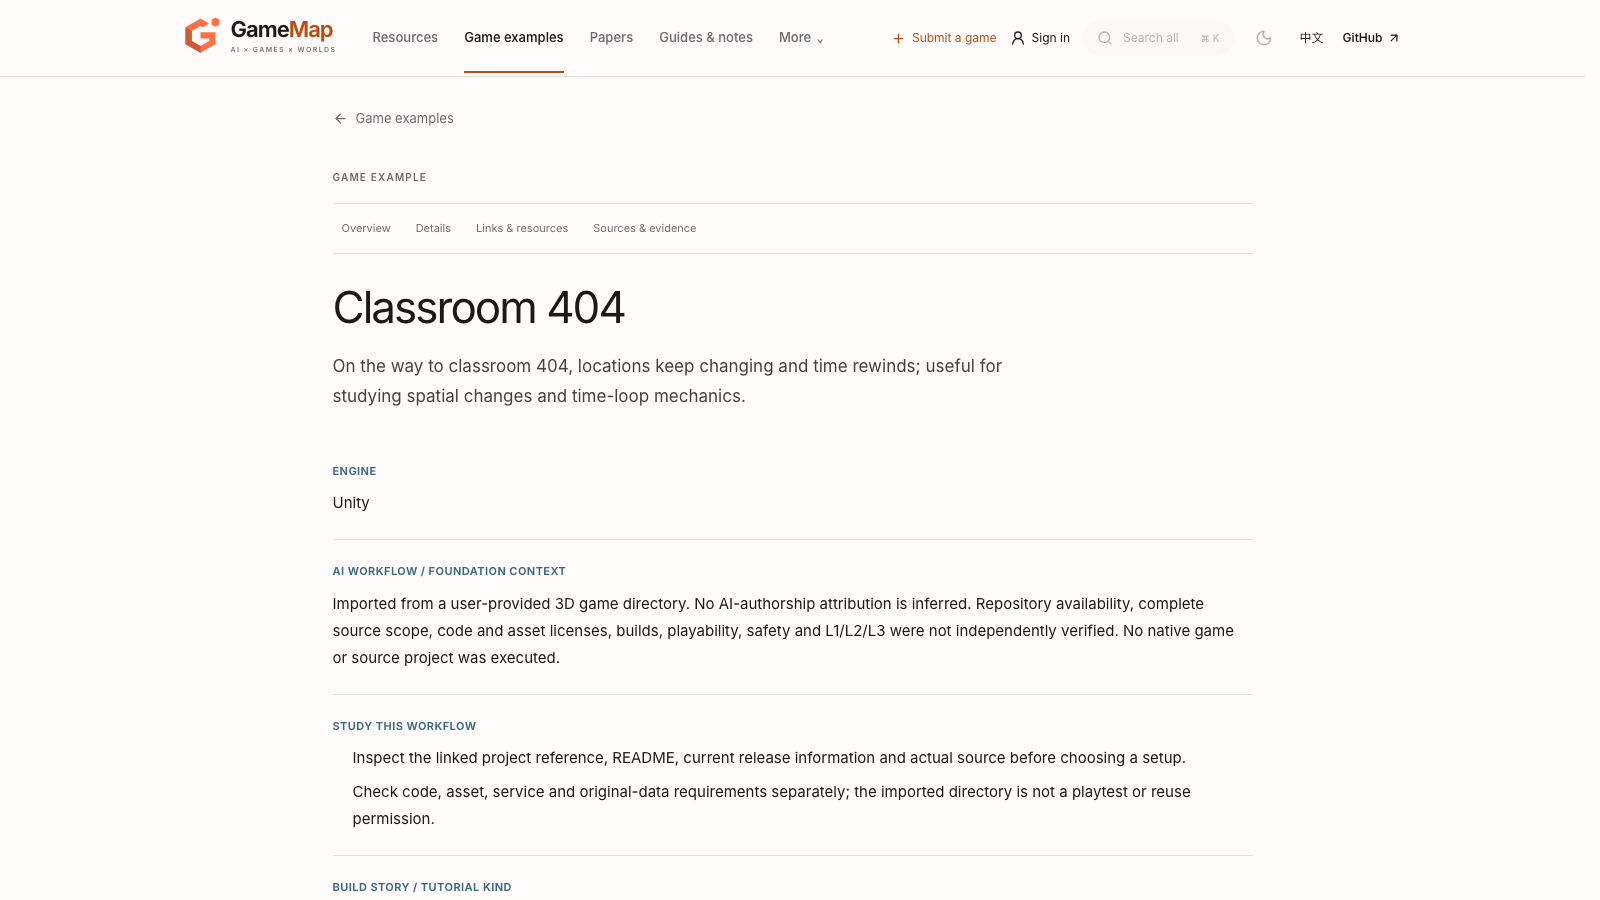 GameMap
AI × GAMES × WORLDS
Resources
Game examples
Papers
Guides & notes
More
Submit a game
Sign in
Search all
⌘ K
中文
GitHub
Game examples
GAME EXAMPLE
Overview
Details
Links & resources
Sources & evidence
Classroom 404
On the way to classroom 404, locations keep changing and time rewinds; useful for
studying spatial changes and time-loop mechanics.
ENGINE
Unity
AI WORKFLOW / FOUNDATION CONTEXT
Imported from a user-provided 3D game directory. No AI-authorship attribution is inferred. Repository availability, complete
source scope, code and asset licenses, builds, playability, safety and L1/L2/L3 were not independently verified. No native game
or source project was executed.
STUDY THIS WORKFLOW
Inspect the linked project reference, README, current release information and actual source before choosing a setup.
Check code, asset, service and original-data requirements separately; the imported directory is not a playtest or reuse
permission.
BUILD STORY / TUTORIAL KIND